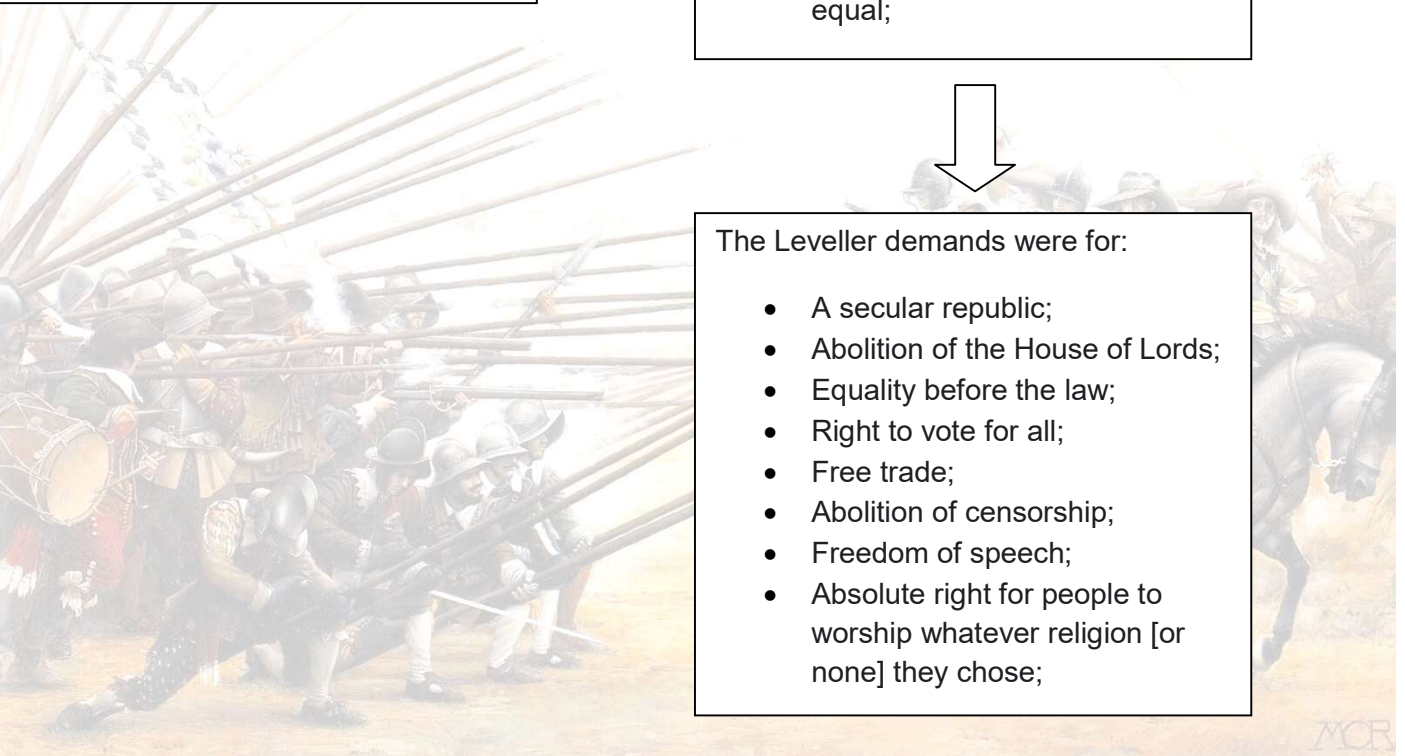 equal;
The Leveller demands were for:
• A secular republic;
• Abolition of the House of Lords;
• Equality before the law;
• Right to vote for all;
• Free trade;
• Abolition of censorship;
• Freedom of speech;
• Absolute right for people to
worship whatever religion [or
none] they chose;
MCR